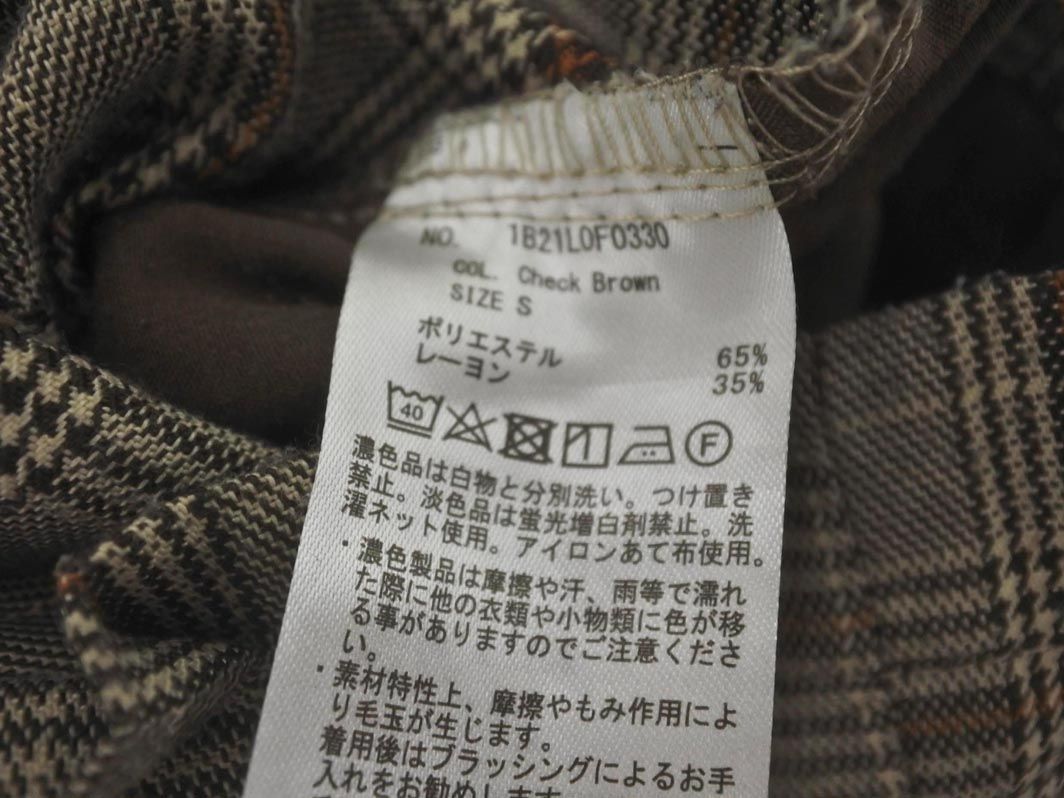 NO. 1B21L0F0330
COL. Check Brown
SIZE S
ポリエステル 65%
レーヨン 35%
40 F
濃色品は白物と分別洗い。つけ置き
禁止。淡色品は蛍光増白剤禁止。洗
濯ネット使用。アイロンあて布使用。
・濃色製品は摩擦や汗、雨等で濡れ
た際に他の衣類や小物類に色が移
る事がありますのでご注意くださ
い。
・素材特性上、摩擦やもみ作用によ
り毛玉が生じます。
着用後はブラッシングによるお手
入れをお勧めします